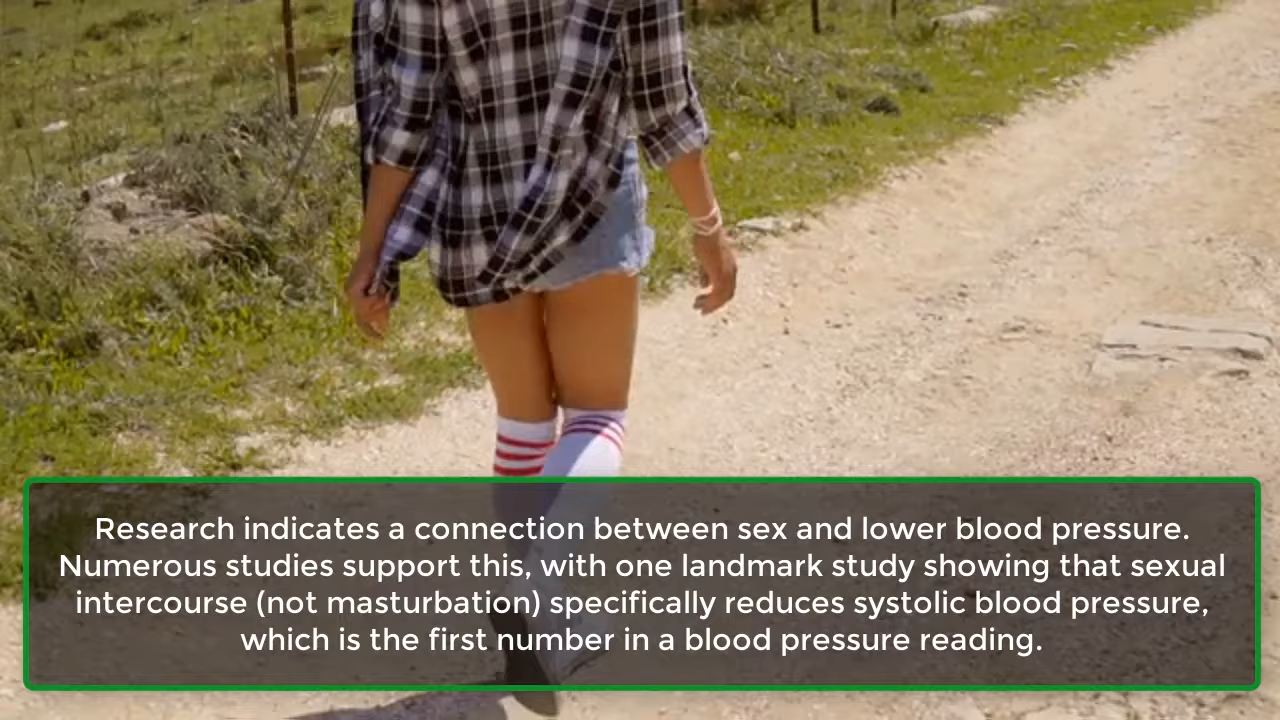 Research indicates a connection between sex and lower blood pressure.
Numerous studies support this, with one landmark study showing that sexual
intercourse (not masturbation) specifically reduces systolic blood pressure,
which is the first number in a blood pressure reading.